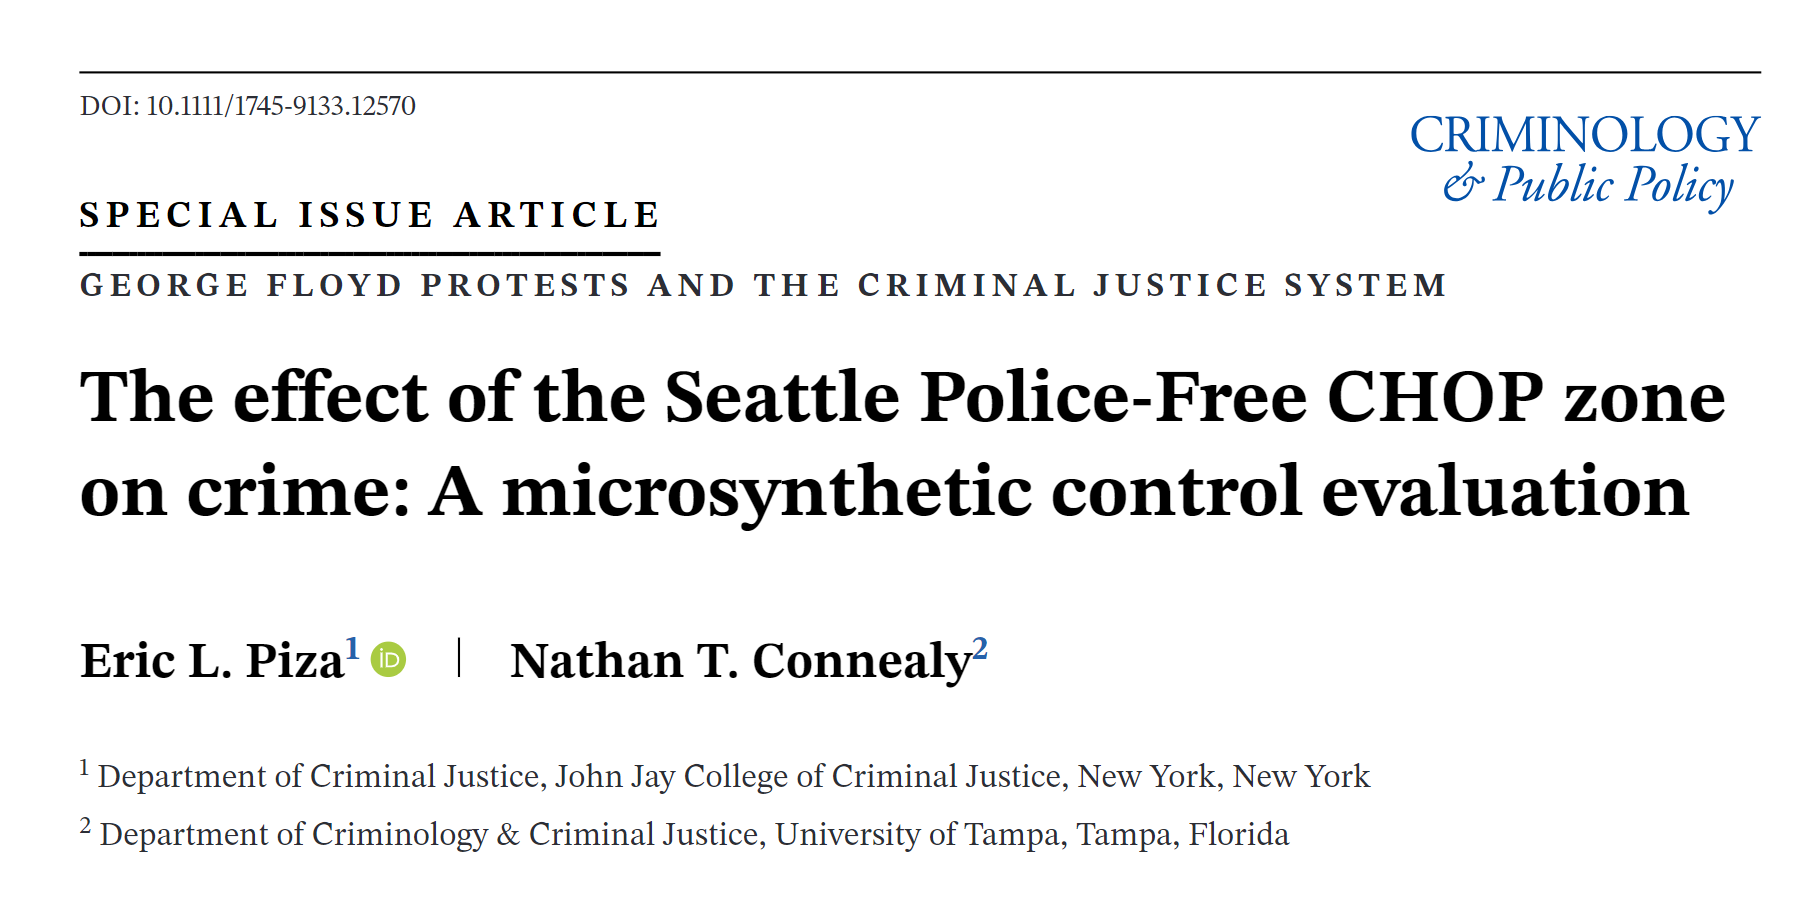 DOI: 10.1111/1745-9133.12570
CRIMINOLOGY
& Public Policy
SPECIAL ISSUE ARTICLE
GEORGE FLOYD PROTESTS AND THE CRIMINAL JUSTICE SYSTEM
The effect of the Seattle Police-Free CHOP zone
on crime: A microsynthetic control evaluation
Eric L. Piza1 iD | Nathan T. Connealy2
1 Department of Criminal Justice, John Jay College of Criminal Justice, New York, New York
2 Department of Criminology & Criminal Justice, University of Tampa, Tampa, Florida